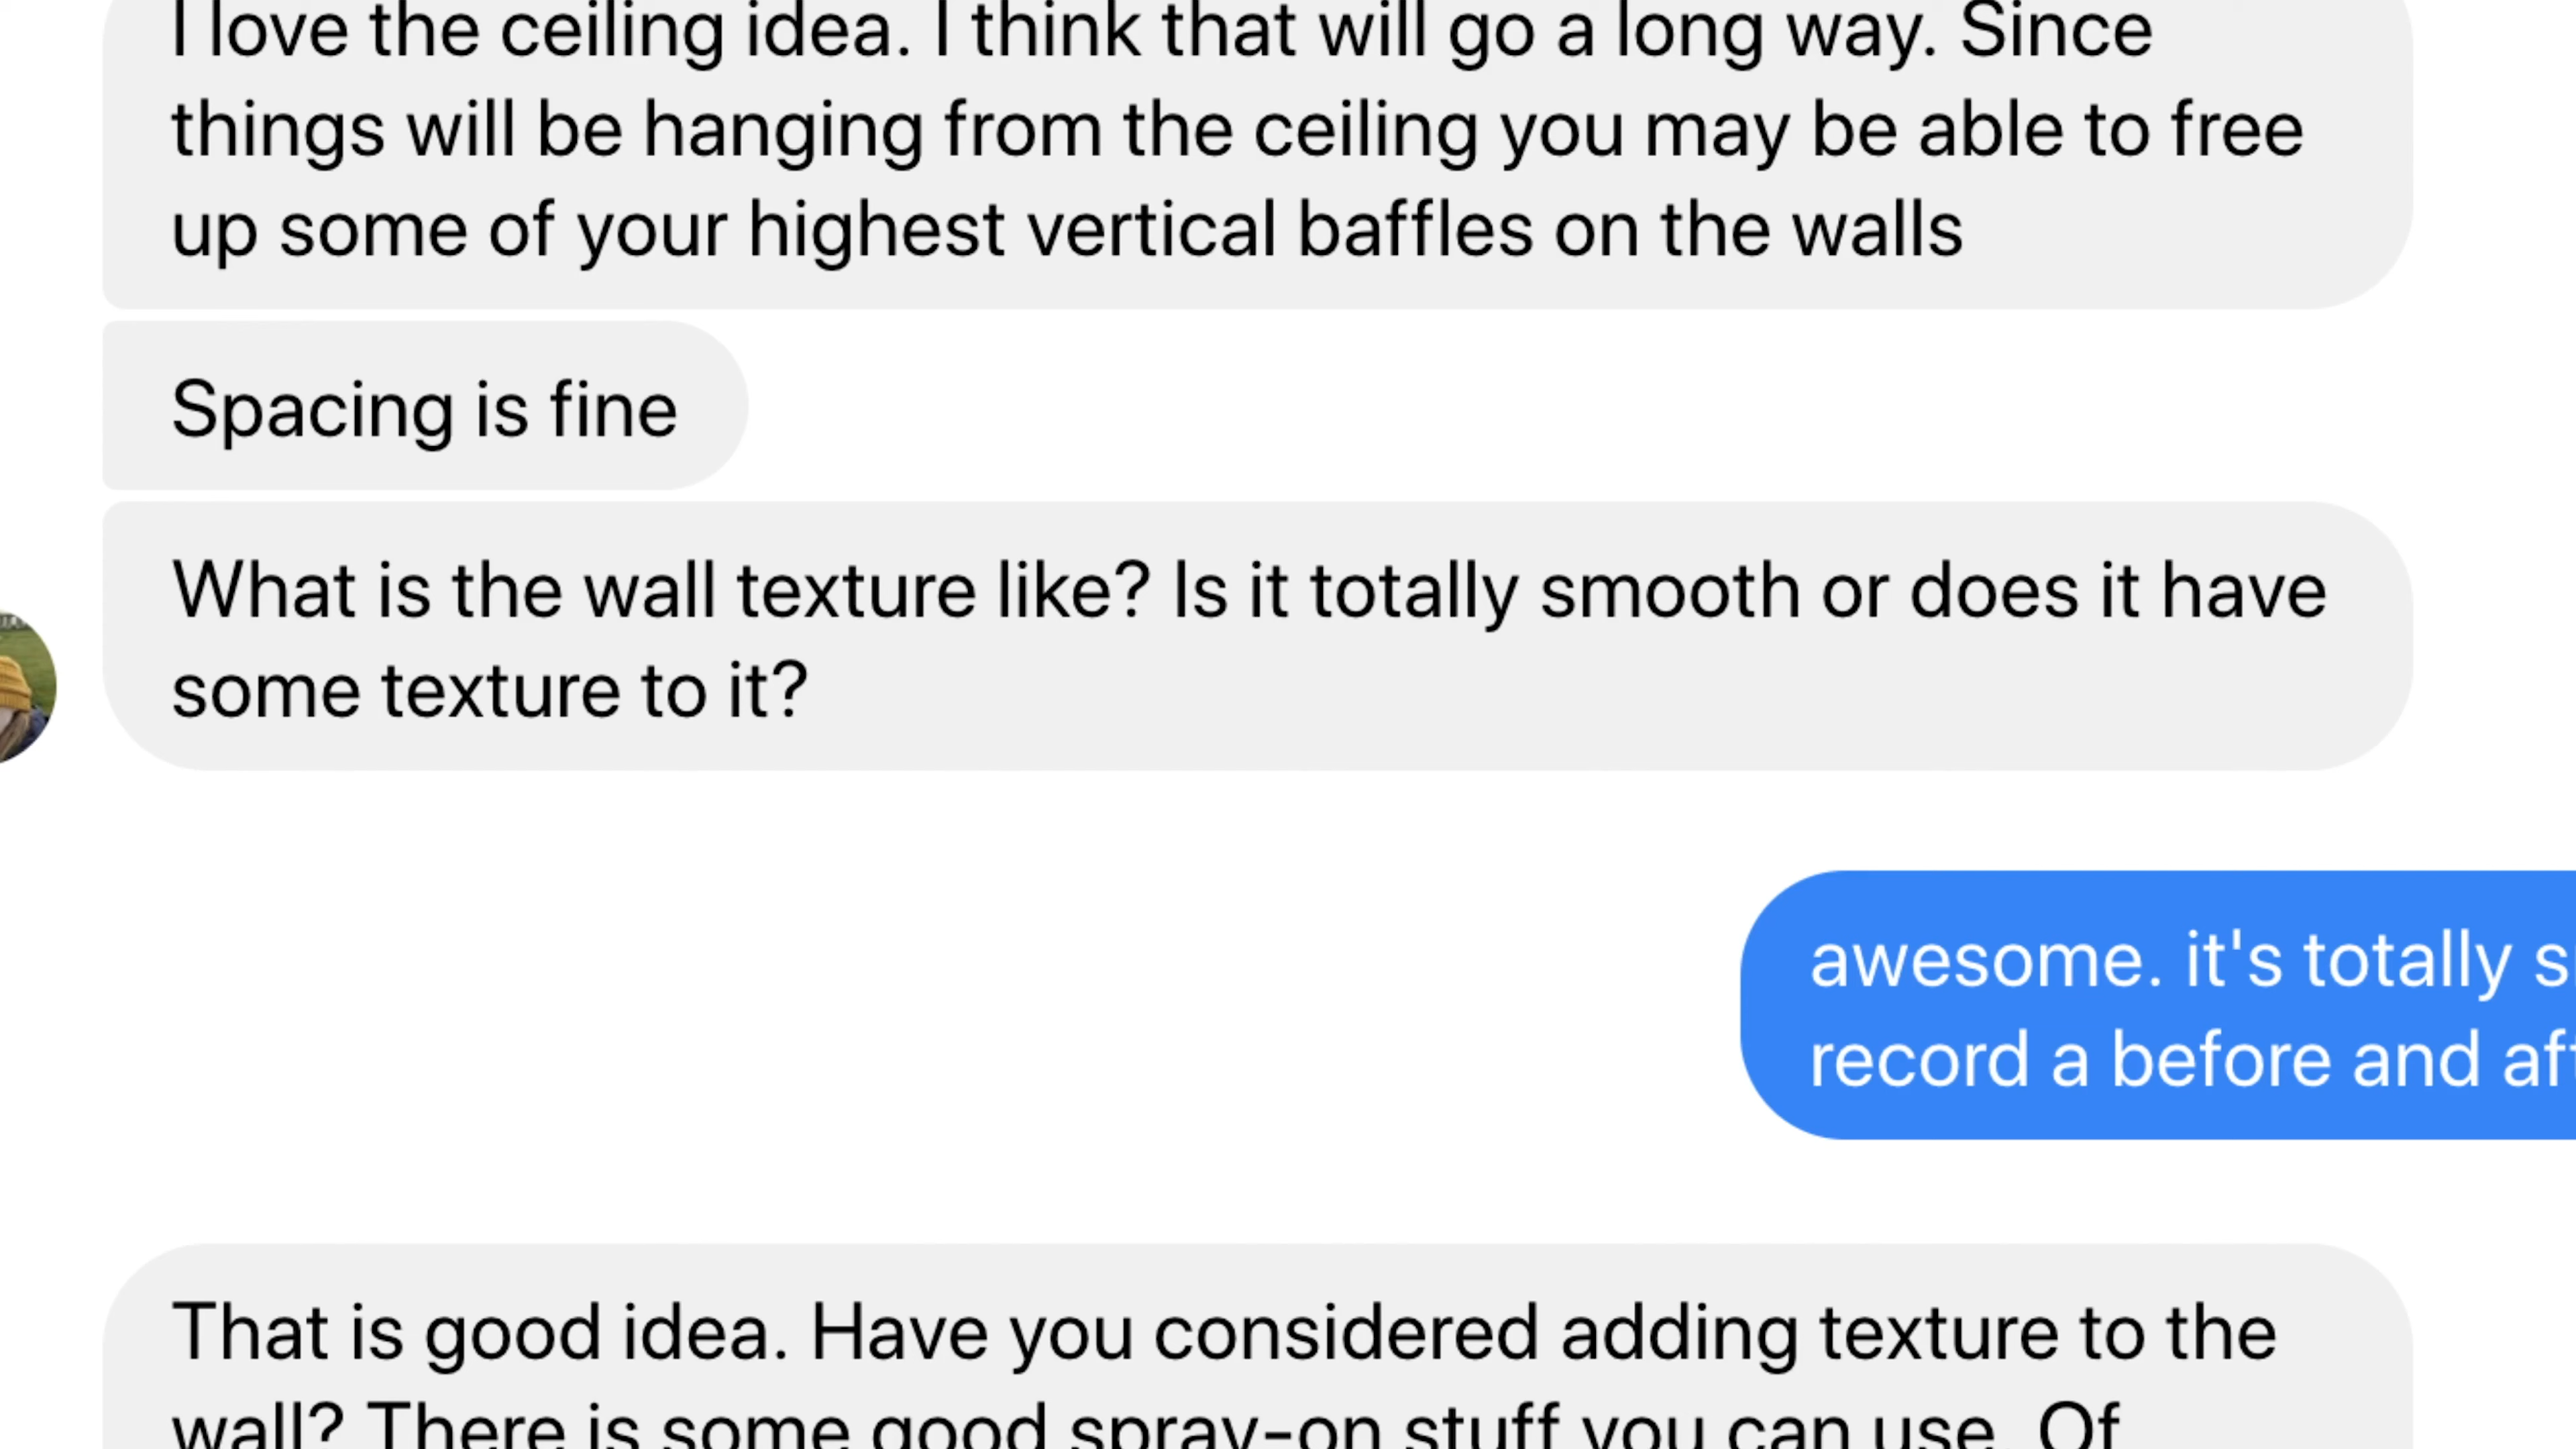 I love the ceiling idea. I think that will go a long way. Since
things will be hanging from the ceiling you may be able to free
up some of your highest vertical baffles on the walls
Spacing is fine
What is the wall texture like? Is it totally smooth or does it have
some texture to it?
awesome. it's totally
record a before and
That is good idea. Have you considered adding texture to the
wall? There is some good spray-on stuff you can use. Of